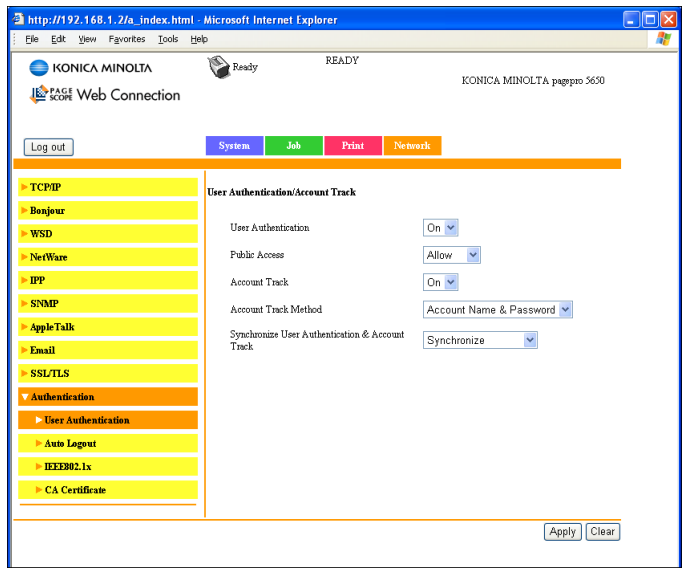 http://192.168.1.2/a_index.html - Microsoft Internet Explorer
File Edit View Favorites Tools Help
KONICA MINOLTA
Ready
READY
KONICA MINOLTA pagepro 5650
PAGE SCOPE Web Connection
Log out
System Job Print Network
TCP/IP
Bonjour
WSD
NetWare
IPP
SNMP
AppleTalk
Email
SSL/TLS
Authentication
User Authentication
Auto Logout
IEEE802.1x
CA Certificate
User Authentication/Account Track
User Authentication On
Public Access Allow
Account Track On
Account Track Method Account Name & Password
Synchronize User Authentication & Account
Track
Synchronize
Apply Clear